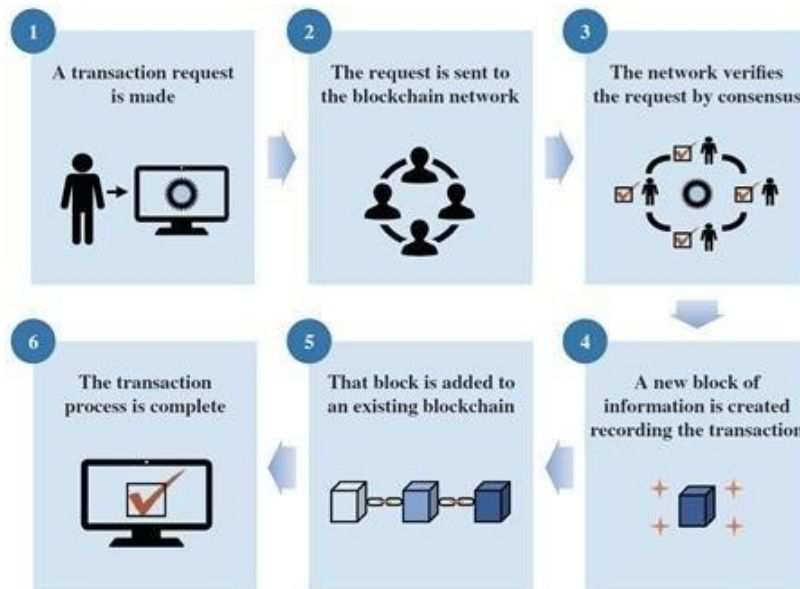 1
A transaction request
is made
2
The request is sent to
the blockchain network
3
The network verifies
the request by consensus
4
A new block of
information is created
recording the transaction
5
That block is added to
an existing blockchain
6
The transaction
process is complete